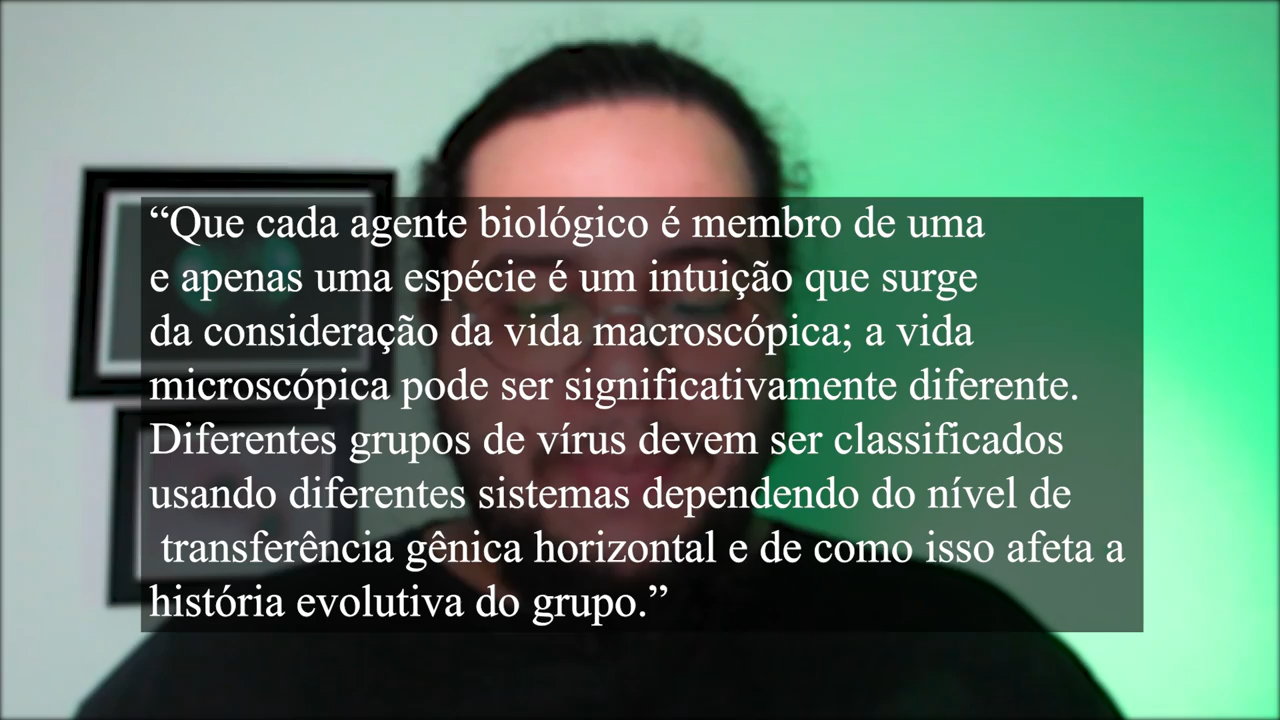 “Que cada agente biológico é membro de uma
e apenas uma espécie é um intuição que surge
da consideração da vida macroscópica; a vida
microscópica pode ser significativamente diferente.
Diferentes grupos de vírus devem ser classificados
usando diferentes sistemas dependendo do nível de
transferência gênica horizontal e de como isso afeta a
história evolutiva do grupo.”